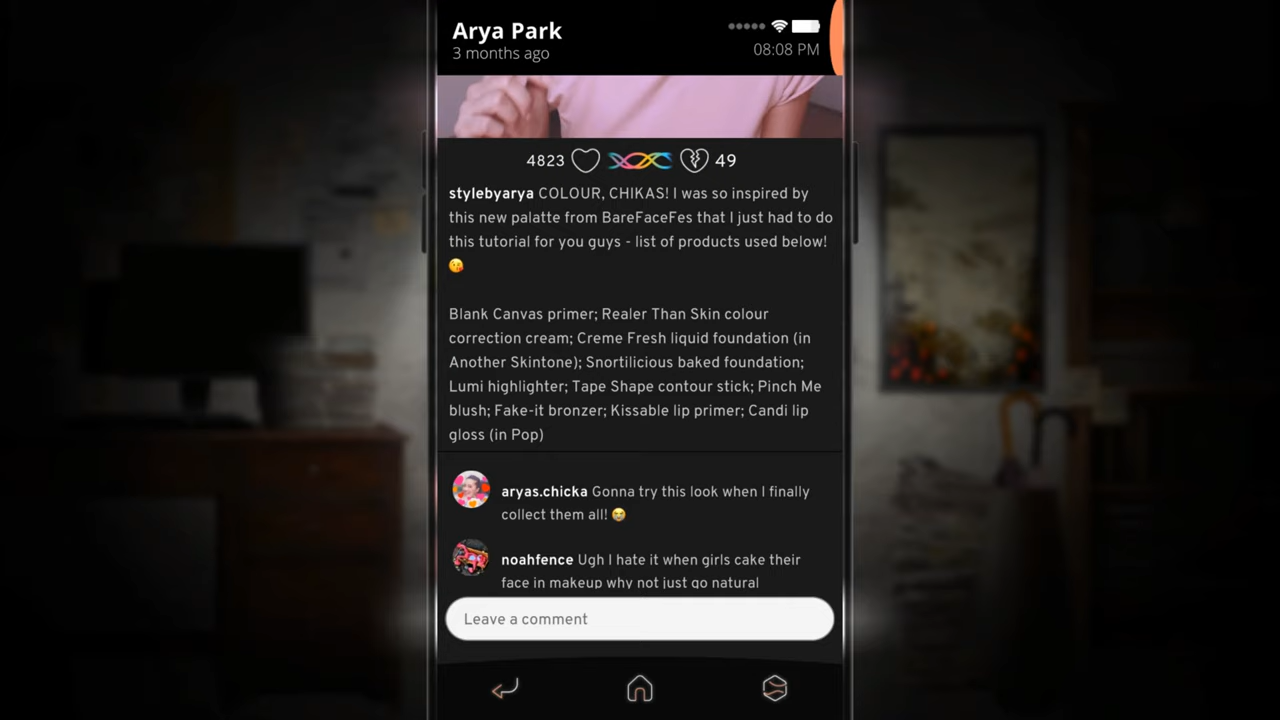 Arya Park
3 months ago
08:08 PM
4823
49
stylebyarya COLOUR, CHIKAS! I was so inspired by
this new palatte from BareFaceFes that I just had to do
this tutorial for you guys - list of products used below!
😘
Blank Canvas primer; Realer Than Skin colour
correction cream; Creme Fresh liquid foundation (in
Another Skintone); Snortilicious baked foundation;
Lumi highlighter; Tape Shape contour stick; Pinch Me
blush; Fake-it bronzer; Kissable lip primer; Candi lip
gloss (in Pop)
aryas.chicka Gonna try this look when I finally
collect them all! 😭
noahfence Ugh I hate it when girls cake their
face in makeup why not just go natural
Leave a comment